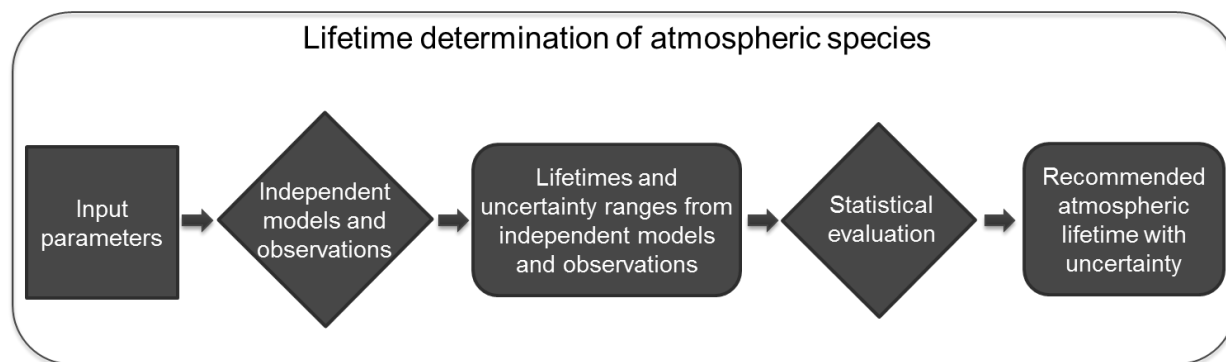 Lifetime determination of atmospheric species
Input
parameters
Independent
models and
observations
Lifetimes and
uncertainty ranges from
independent models
and observations
Statistical
evaluation
Recommended
atmospheric
lifetime with
uncertainty